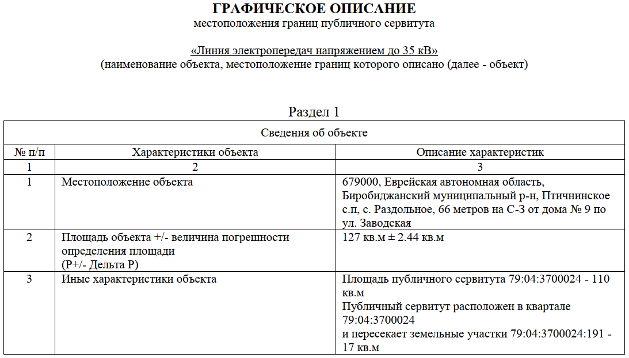 ГРАФИЧЕСКОЕ ОПИСАНИЕ
местоположения границ публичного сервитута
«Линия электропередач напряжением до 35 кВ»
(наименование объекта, местоположение границ которого описано (далее - объект)
Раздел 1
Сведения об объекте
№ п/п Характеристики объекта Описание характеристик
1 2 3
1 Местоположение объекта 679000, Еврейская автономная область,
Биробиджанский муниципальный р-н, Птичнинское
с.п, с. Раздольное, 66 метров на С-З от дома № 9 по
ул. Заводская
2 Площадь объекта +/- величина погрешности 127 кв.м ± 2.44 кв.м
определения площади
(Р+/- Дельта Р)
3 Иные характеристики объекта Площадь публичного сервитута 79:04:3700024 - 110
кв.м
Публичный сервитут расположен в квартале
79:04:3700024
и пересекает земельные участки 79:04:3700024:191 -
17 кв.м